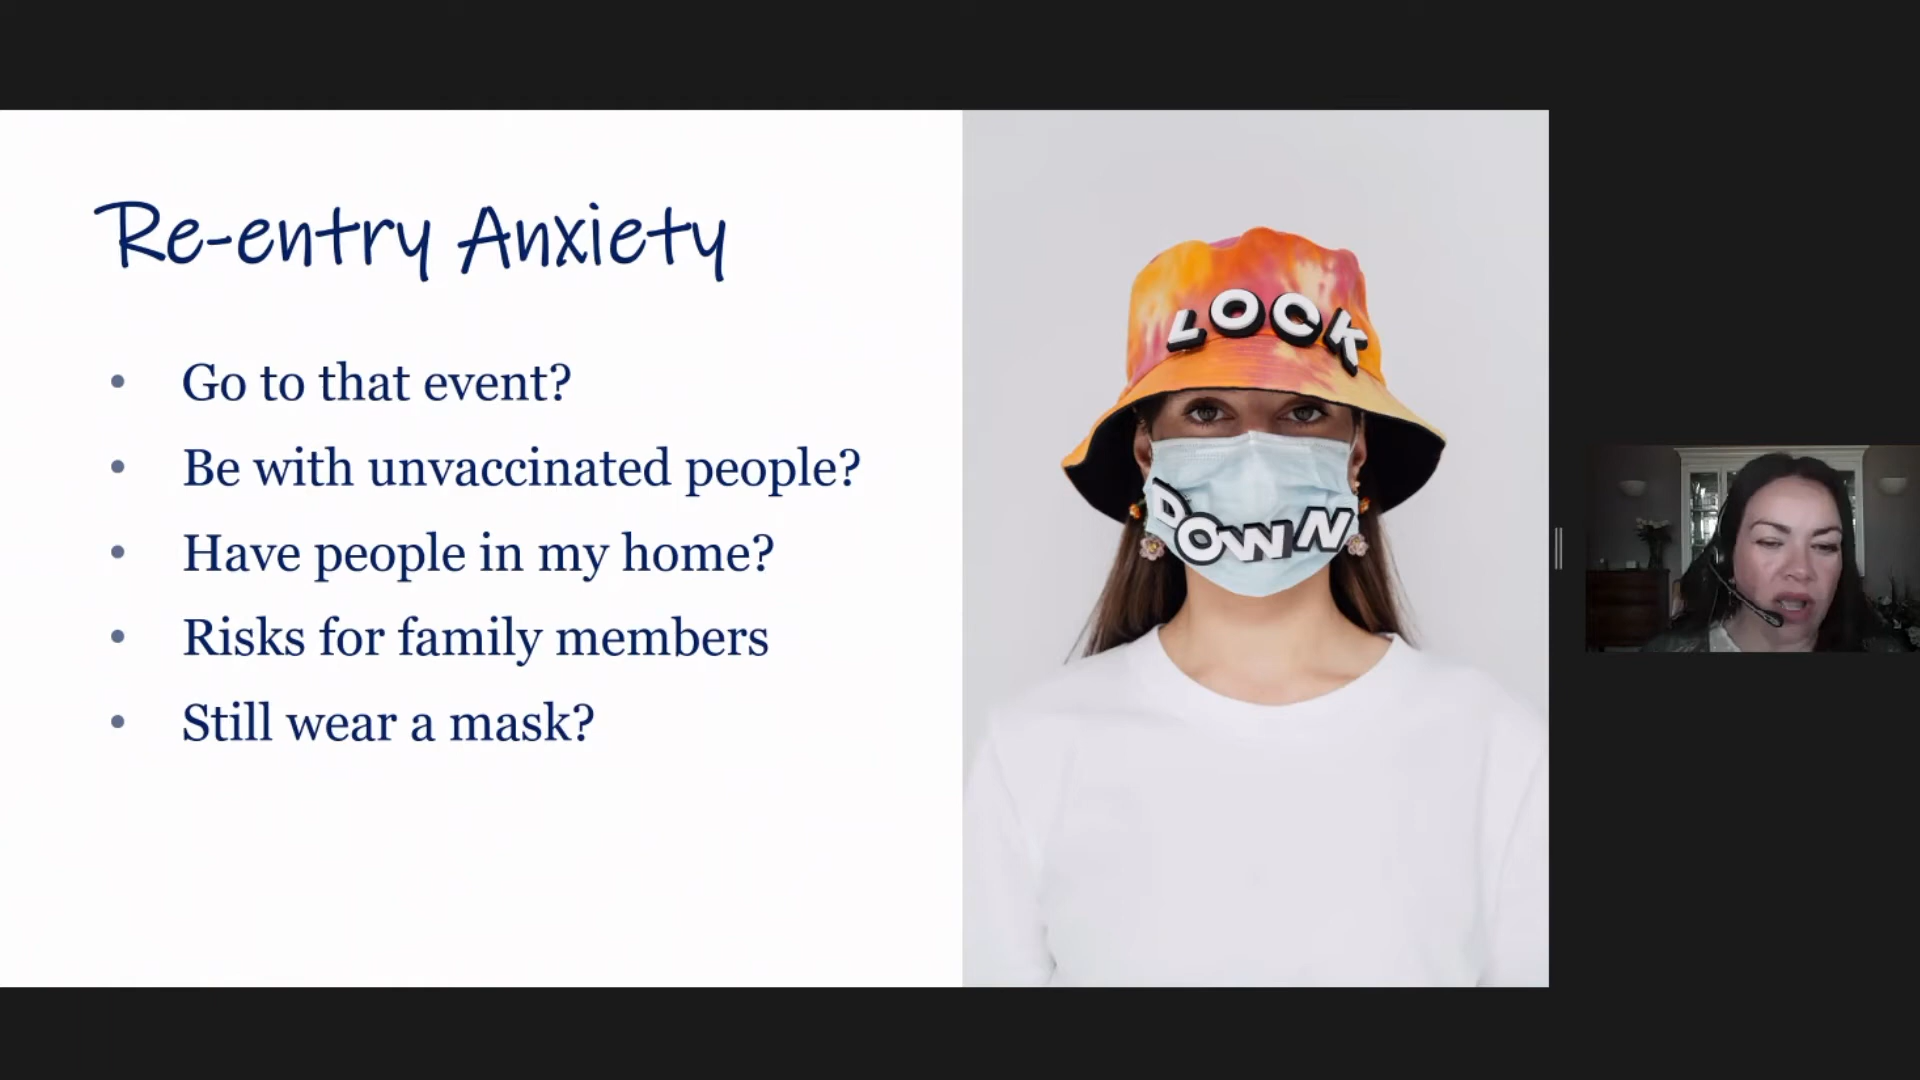 Re-entry Anxiety
• Go to that event?
• Be with unvaccinated people?
• Have people in my home?
• Risks for family members
• Still wear a mask?
LOCK
DOWN